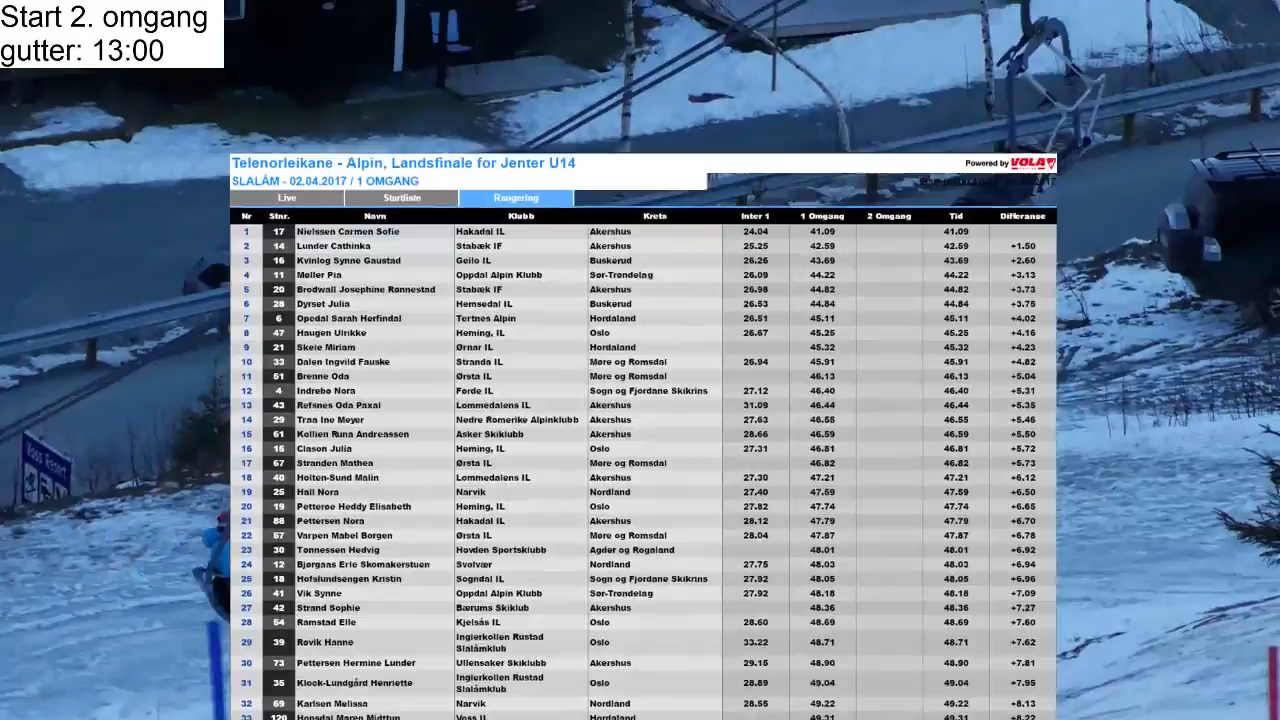 Start 2. omgang
gutter: 13:00
Telenorleikane - Alpin, Landsfinale for Jenter U14
Powered by VOLA
SLALÅM - 02.04.2017 / 1 OMGANG
Live Startliste Rangering
Nr Stnr. Navn Klubb Krets Inter 1 1 Omgang 2 Omgang Tid Differanse
1 17 Nielssen Carmen Sofie Hakadal IL Akershus 24.04 41.09 41.09
2 14 Lunder Cathinka Stabæk IF Akershus 25.25 42.59 42.59 +1.50
3 16 Kvinlog Synne Gaustad Geilo IL Buskerud 26.26 43.69 43.69 +2.60
4 11 Møller Pia Oppdal Alpin Klubb Sør-Trøndelag 26.09 44.22 44.22 +3.13
5 20 Brodwall Josephine Rønnestad Stabæk IF Akershus 26.98 44.82 44.82 +3.73
6 28 Dyrset Julia Hemsedal IL Buskerud 26.53 44.84 44.84 +3.75
7 6 Opedal Sarah Herfindal Tertnes Alpin Hordaland 26.51 45.11 45.11 +4.02
8 47 Haugen Ulrikke Heming, IL Oslo 26.67 45.25 45.25 +4.16
9 21 Skeie Miriam Ørnar IL Hordaland 45.32 45.32 +4.23
10 33 Dalen Ingvild Fauske Stranda IL Møre og Romsdal 26.94 45.91 45.91 +4.82
11 51 Brenne Oda Ørsta IL Møre og Romsdal 46.13 46.13 +5.04
12 4 Indrebø Nora Førde IL Sogn og Fjordane Skikrins 27.12 46.40 46.40 +5.31
13 43 Refsnes Oda Paxal Lommedalens IL Akershus 31.09 46.44 46.44 +5.35
14 29 Traa Ine Meyer Nedre Romerike Alpinklubb Akershus 27.63 46.55 46.55 +5.46
15 61 Kollien Runa Andreassen Asker Skiklubb Akershus 28.66 46.59 46.59 +5.50
16 15 Clason Julia Heming, IL Oslo 27.31 46.81 46.81 +5.72
17 67 Stranden Mathea Ørsta IL Møre og Romsdal 46.82 46.82 +5.73
18 40 Holten-Sund Malin Lommedalens IL Akershus 27.30 47.21 47.21 +6.12
19 25 Hall Nora Narvik Nordland 27.40 47.59 47.59 +6.50
20 19 Petterøe Heddy Elisabeth Heming, IL Oslo 27.82 47.74 47.74 +6.65
21 88 Pettersen Nora Hakadal IL Akershus 28.12 47.79 47.79 +6.70
22 57 Varpen Mabel Borgen Ørsta IL Møre og Romsdal 28.04 47.87 47.87 +6.78
23 30 Tønnessen Hedvig Hovden Sportsklubb Agder og Rogaland 48.01 48.01 +6.92
24 12 Bjørgaas Erle Skomakerstuen Svolvær Nordland 27.75 48.03 48.03 +6.94
25 18 Hofslundsengen Kristin Sogndal IL Sogn og Fjordane Skikrins 27.92 48.05 48.05 +6.96
26 41 Vik Synne Oppdal Alpin Klubb Sør-Trøndelag 27.92 48.18 48.18 +7.09
27 42 Strand Sophie Bærums Skiklub Akershus 48.36 48.36 +7.27
28 54 Ramstad Elle Kjelsås IL Oslo 28.60 48.69 48.69 +7.60
29 39 Røvik Hanne Ingierkollen Rustad Slalåmklub Oslo 33.22 48.71 48.71 +7.62
30 73 Pettersen Hermine Lunder Ullensaker Skiklubb Akershus 29.15 48.90 48.90 +7.81
31 35 Klock-Lundgård Henriette Ingierkollen Rustad Slalåmklub Oslo 28.89 49.04 49.04 +7.95
32 69 Karlsen Melissa Narvik Nordland 28.55 49.22 49.22 +8.13
33 120 Hopsdal Maren Midttun Voss IL Hordaland 49.31 49.31 +8.22
Voss Resort